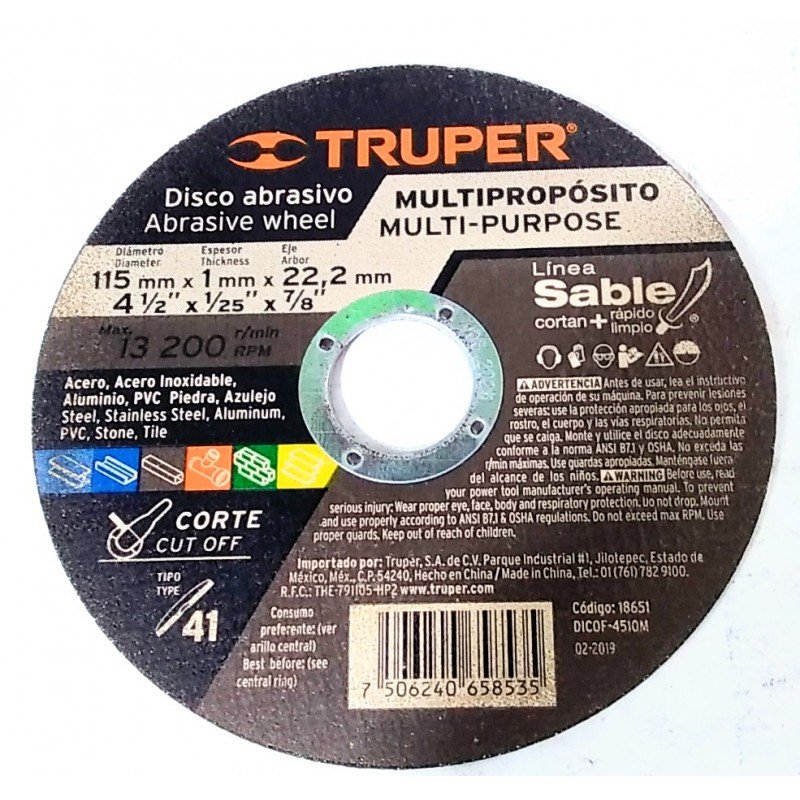 TRUPER®
Disco abrasivo
Abrasive wheel
MULTIPROPÓSITO
MULTI-PURPOSE
Diámetro Espesor Eje
Diameter Thickness Arbor
115 mm x 1 mm x 22,2 mm
4 1/2" x 1/25" x 7/8"
Max. 13 200 r/min RPM
Línea
Sable®
cortan + rápido limpio
Acero, Acero Inoxidable,
Aluminio, PVC Piedra, Azulejo
Steel, Stainless Steel, Aluminum,
PVC, Stone, Tile
CORTE
CUT OFF
TIPO
TYPE
41
ADVERTENCIA Antes de usar, lea el instructivo
de operación de su máquina. Para prevenir lesiones
severas: use la protección apropiada para los ojos, el
rostro, el cuerpo y las vías respiratorias. No permita
que se caiga. Monte y utilice el disco adecuadamente
conforme a la norma ANSI B7.1 y OSHA. No exceda las
r/min máximas. Use guardas apropiadas. Manténgase fuera
del alcance de los niños. WARNING Before use, read
your power tool manufacturer's operating manual. To prevent
serious injury: Wear proper eye, face, body and respiratory protection. Do not drop. Mount
and use properly according to ANSI B7.1 & OSHA regulations. Do not exceed max RPM. Use
proper guards. Keep out of reach of children.
Importado por: Truper, S.A. de C.V. Parque Industrial #1, Jilotepec, Estado de
México, Méx., C.P. 54240, Hecho en China / Made in China, Tel.: 01 (761) 782 9100.
R.F.C.: THE-791105-HP2 www.truper.com
Consumo
preferente: (ver
arillo central)
Best before: (see
central ring)
7 506240 658535
Código: 18651
DICOF-4510M
02-2019